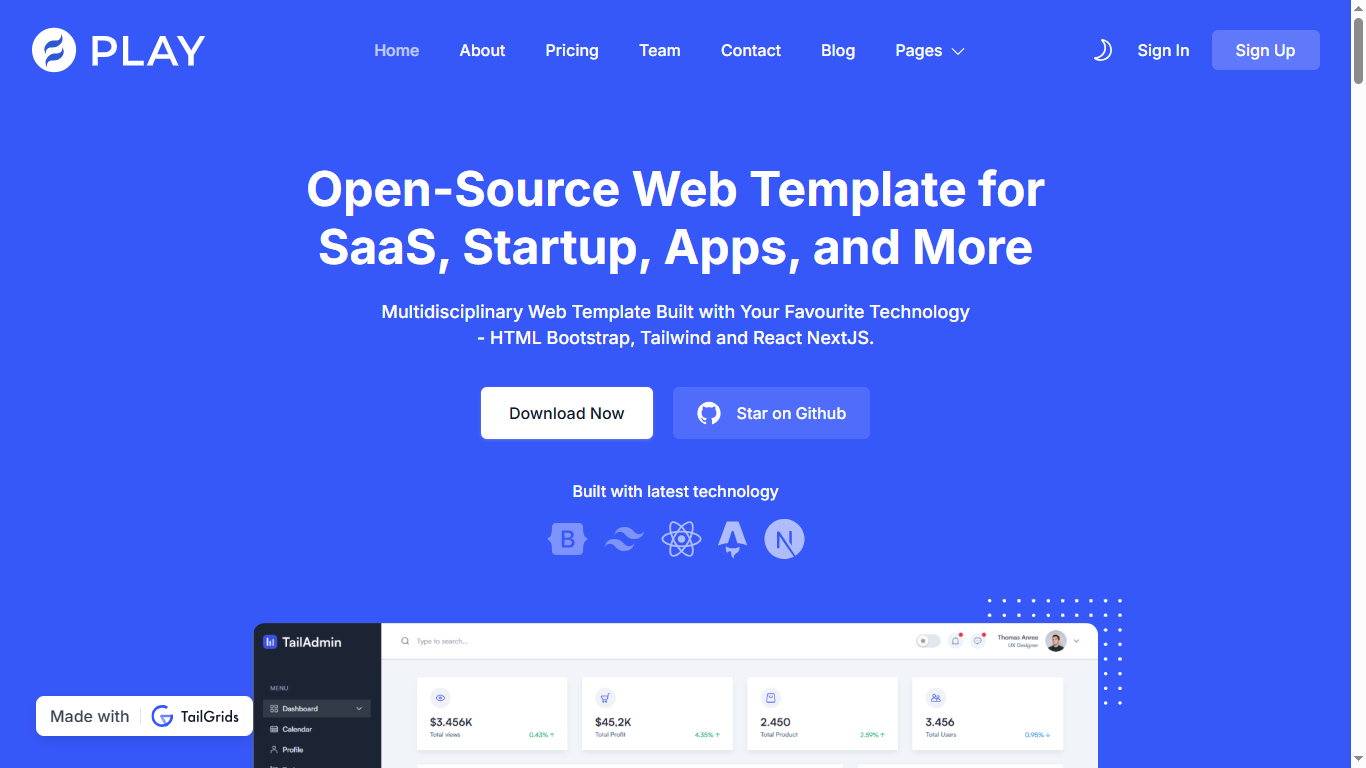 PLAY
Home About Pricing Team Contact Blog Pages
Sign In Sign Up
Open-Source Web Template for
SaaS, Startup, Apps, and More
Multidisciplinary Web Template Built with Your Favourite Technology
- HTML Bootstrap, Tailwind and React NextJS.
Download Now
Star on Github
Built with latest technology
B N
TailAdmin
Type to search...
Thomas Anree
UX Designer
MENU
Dashboard
Calendar
Profile
$3.456K
Total views 0.43%
$45,2K
Total Profit 4.35%
2.450
Total Product 2.59%
3.456
Total Users 0.95%
Made with TailGrids